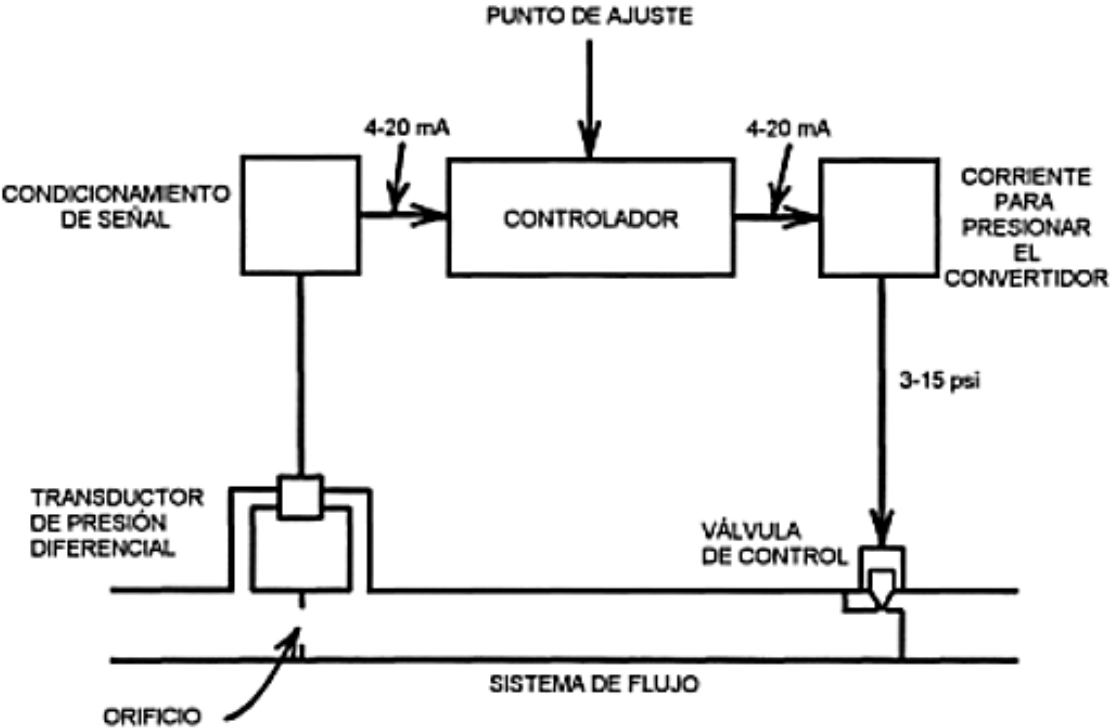 PUNTO DE AJUSTE
4-20 mA
4-20 mA
CONDICIONAMIENTO
DE SEÑAL
CONTROLADOR
CORRIENTE
PARA
PRESIONAR
EL
CONVERTIDOR
3-15 psi
TRANSDUCTOR
DE PRESIÓN
DIFERENCIAL
VÁLVULA
DE CONTROL
SISTEMA DE FLUJO
ORIFICIO